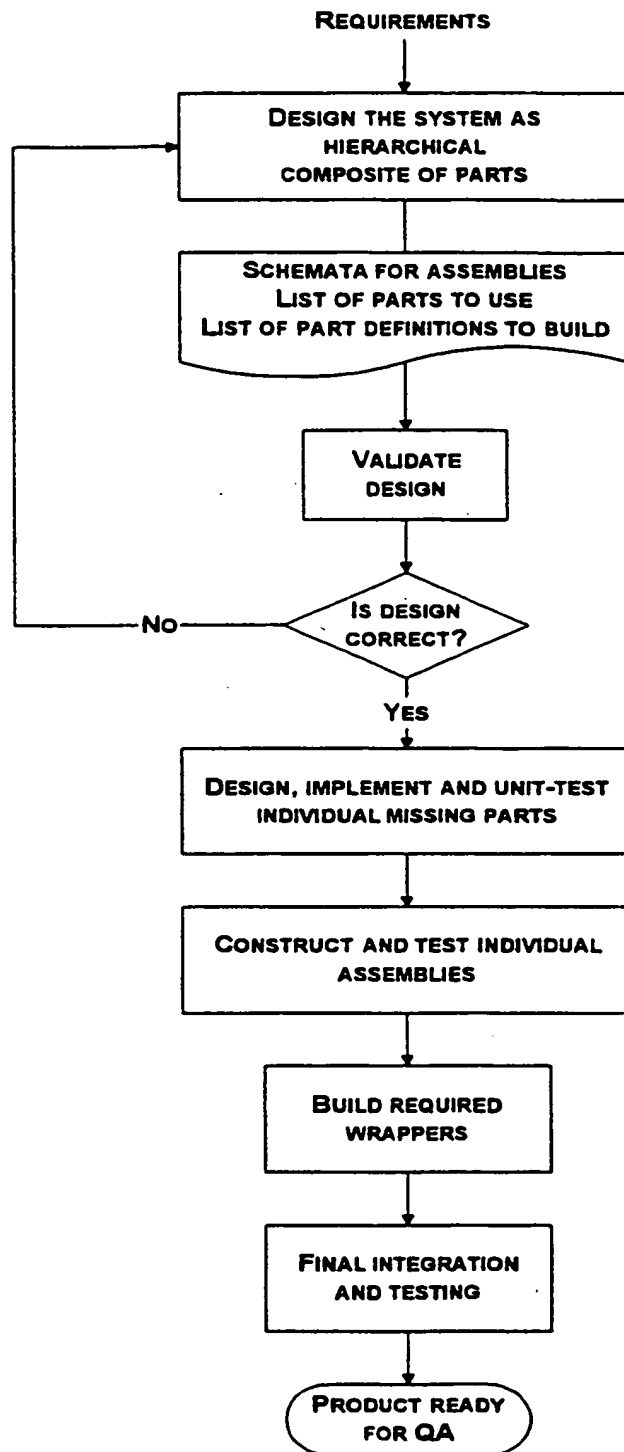 REQUIREMENTS
DESIGN THE SYSTEM AS
HIERARCHICAL
COMPOSITE OF PARTS
SCHEMATA FOR ASSEMBLIES
LIST OF PARTS TO USE
LIST OF PART DEFINITIONS TO BUILD
VALIDATE
DESIGN
IS DESIGN
CORRECT?
NO
YES
DESIGN, IMPLEMENT AND UNIT-TEST
INDIVIDUAL MISSING PARTS
CONSTRUCT AND TEST INDIVIDUAL
ASSEMBLIES
BUILD REQUIRED
WRAPPERS
FINAL INTEGRATION
AND TESTING
PRODUCT READY
FOR QA